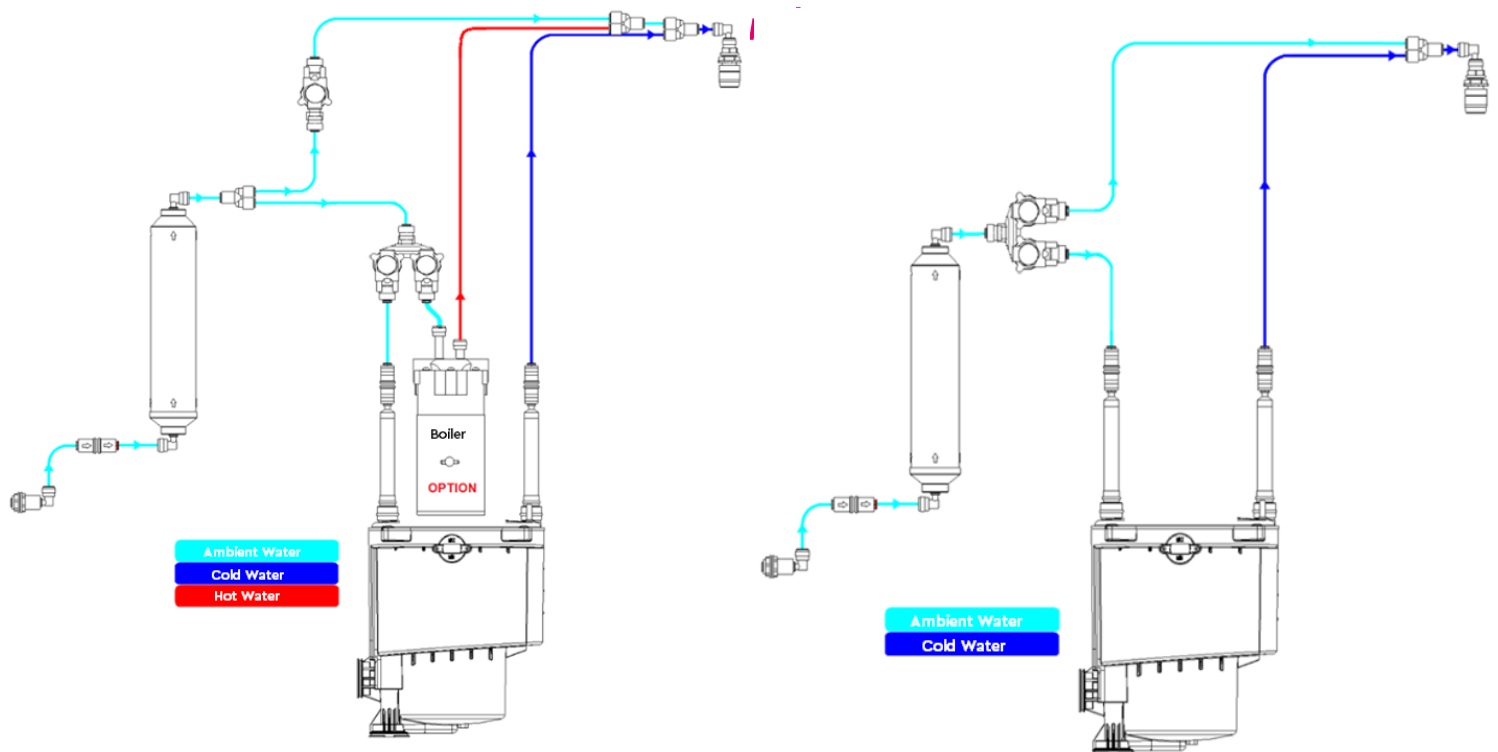 Boiler
OPTION
Ambient Water
Cold Water
Hot Water
Ambient Water
Cold Water